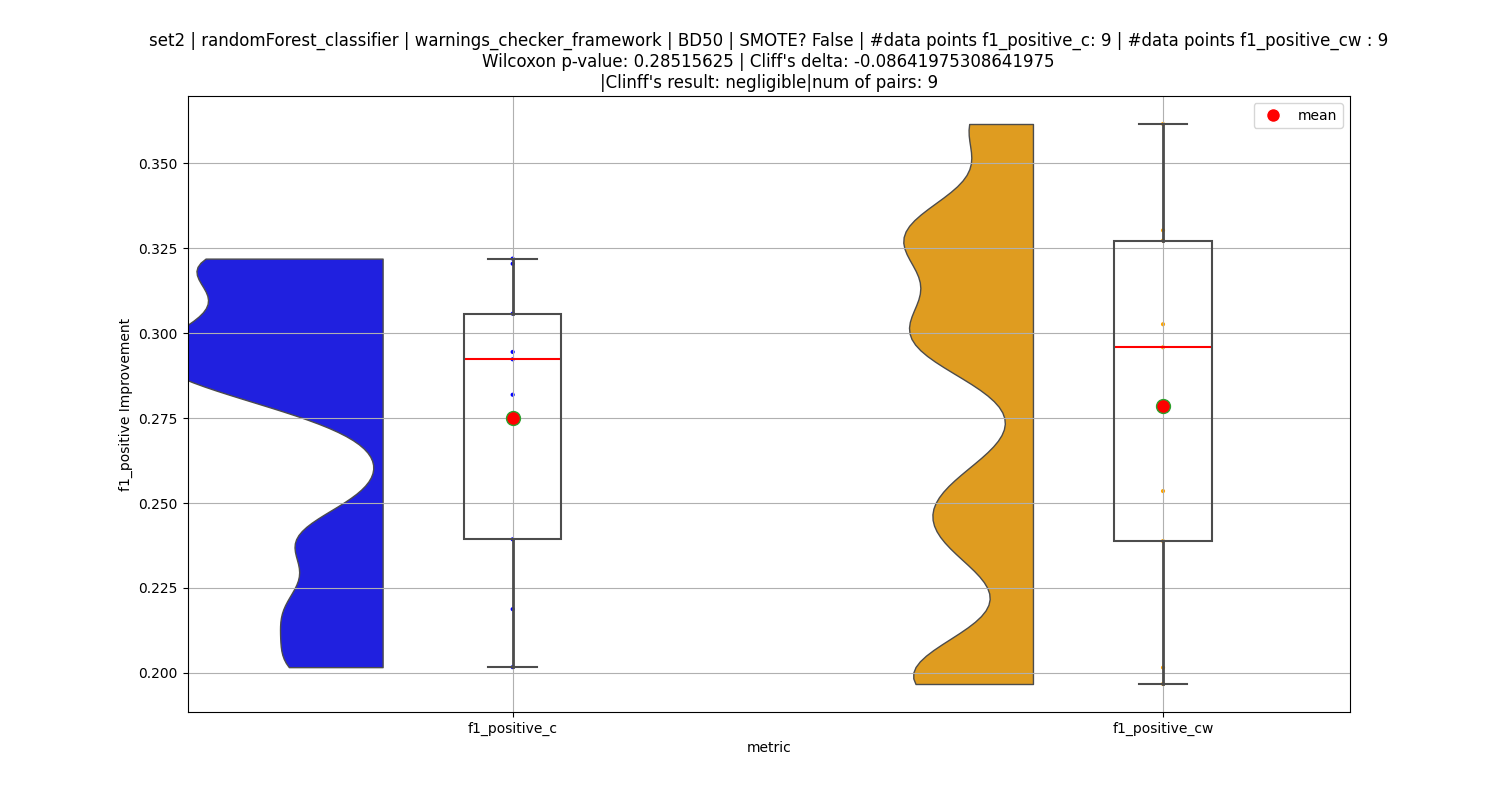 set2 | randomForest_classifier | warnings_checker_framework | BD50 | SMOTE? False | #data points f1_positive_c: 9 | #data points f1_positive_cw : 9
Wilcoxon p-value: 0.28515625 | Cliff's delta: -0.08641975308641975
|Clinff's result: negligible|num of pairs: 9
mean
0.350
0.325
0.300
0.275
0.250
0.225
0.200
f1_positive Improvement
f1_positive_c
f1_positive_cw
metric